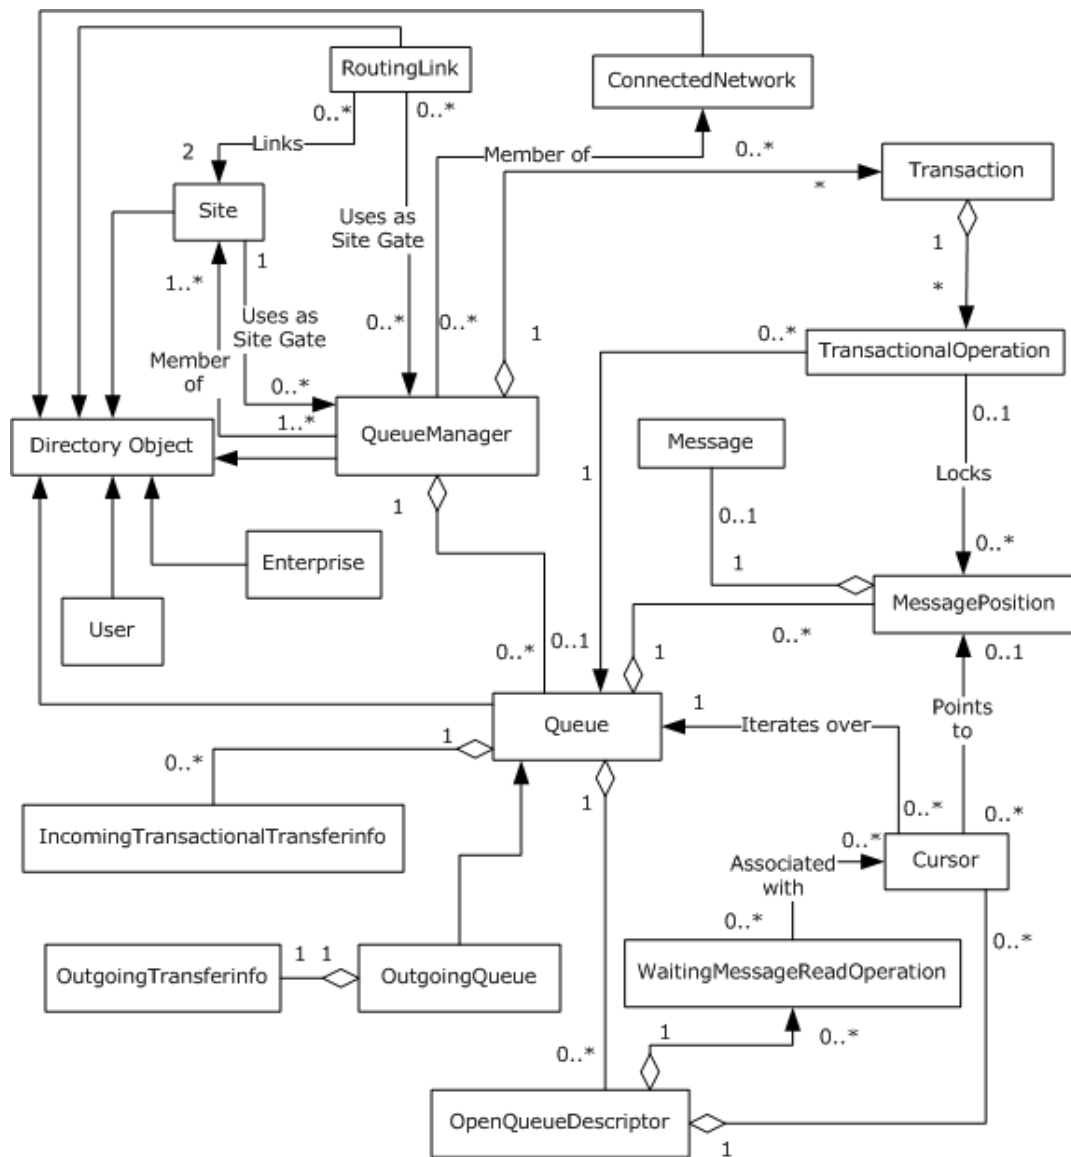 RoutingLink
ConnectedNetwork
0..*
0..*
Links
2
Member of
0..*
*
Transaction
Site
1
Uses as
Site Gate
1
*
1..*
Uses as
Site Gate
0..*
0..*
1
0..*
TransactionalOperation
Member
of
0..*
1..*
Directory Object
QueueManager
Message
0..1
1
1
Locks
0..1
0..*
Enterprise
1
MessagePosition
User
0..*
0..1
1
0..*
0..1
Queue
1
Iterates over
Points
to
1
0..*
1
0..*
0..*
IncomingTransactionalTransferinfo
0..*
Cursor
Associated
with
0..*
0..*
OutgoingTransferinfo
1
1
OutgoingQueue
WaitingMessageReadOperation
0..*
1
0..*
OpenQueueDescriptor
1